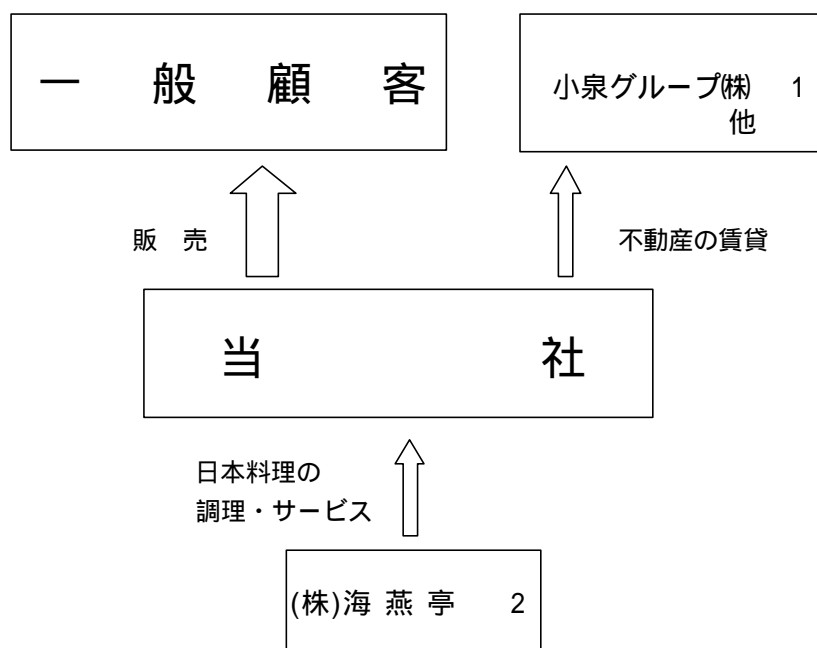 一般顧客
小泉グループ㈱ 1
他
販売
不動産の賃貸
当社
日本料理の
調理・サービス
(株)海燕亭 2